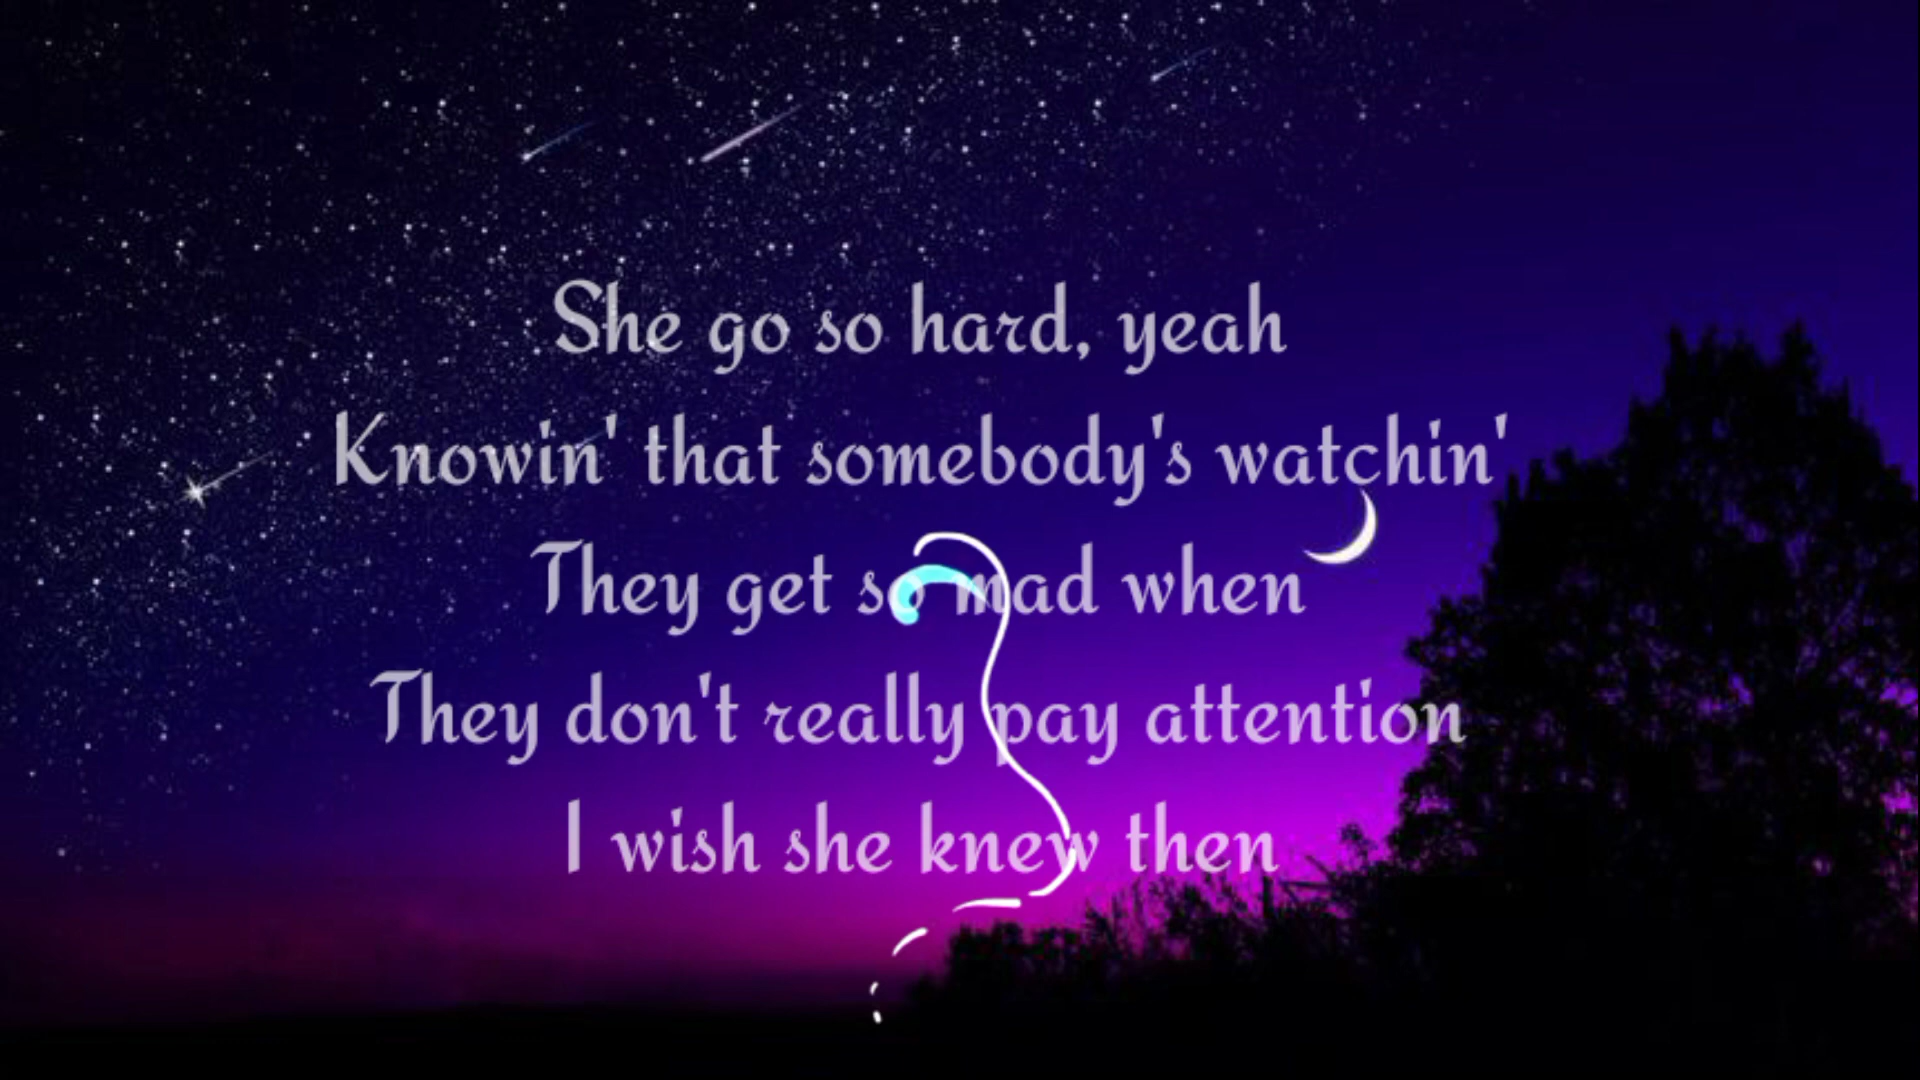 She go so hard, yeah
Knowin' that somebody's watchin'
They get so mad when
They don't really pay attention
I wish she knew then